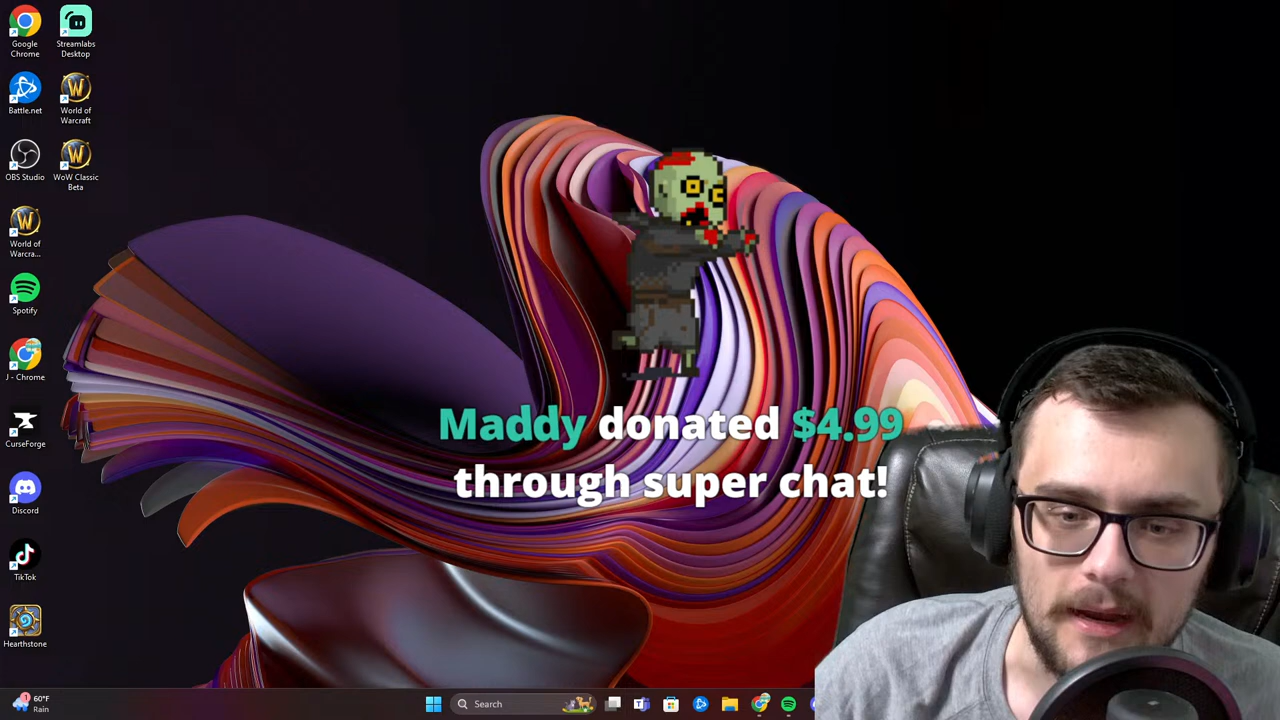 Google
Chrome
Streamlabs
Desktop
Battle.net
World of
Warcraft
OBS Studio
WoW Classic
Beta
World of
Warcra...
Spotify
J - Chrome
CurseForge
Discord
TikTok
Hearthstone
Maddy donated $4.99
through super chat!
1
60°F
Rain
Search